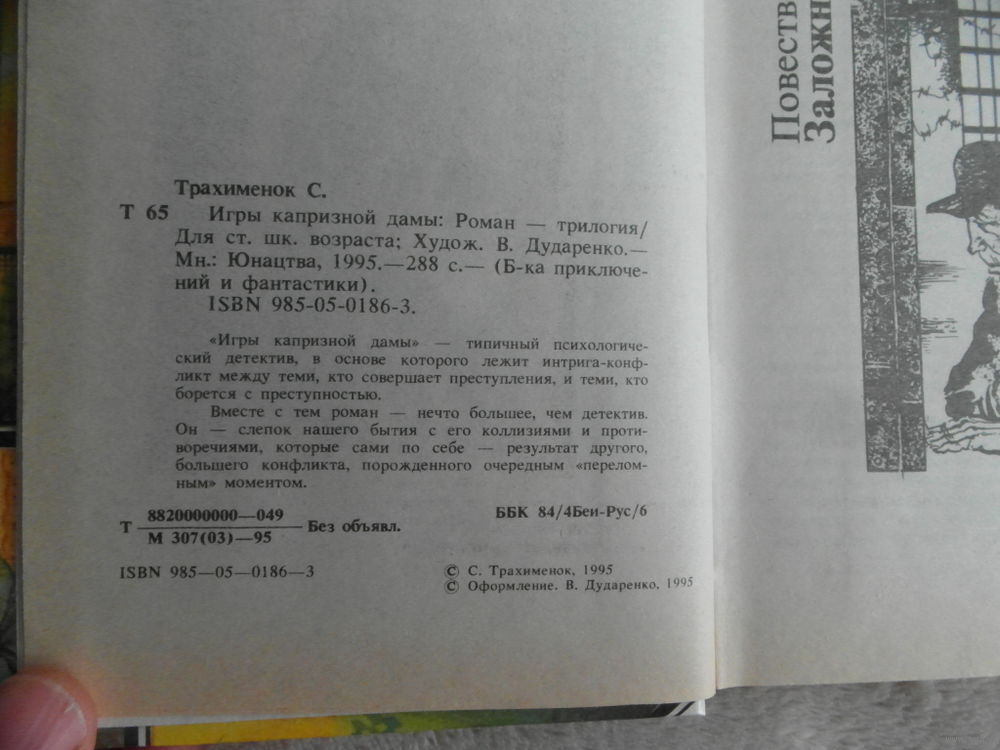 Трахименок С.
Т 65 Игры капризной дамы: Роман — трилогия/
Для ст. шк. возраста; Худож. В. Дударенко.—
Мн.: Юнацтва, 1995.—288 с.— (Б-ка приключе-
ний и фантастики).
ISBN 985-05-0186-3.
«Игры капризной дамы» — типичный психологиче-
ский детектив, в основе которого лежит интрига-конф-
ликт между теми, кто совершает преступления, и теми, кто
борется с преступностью.
Вместе с тем роман — нечто большее, чем детектив.
Он — слепок нашего бытия с его коллизиями и проти-
воречиями, которые сами по себе — результат другого,
большего конфликта, порожденного очередным «перелом-
ным» моментом.
8820000000—049
Т Без объявл.
М 307(03)—95
ББК 84/4Беи-Рус/6
ISBN 985—05—0186—3
© С. Трахименок, 1995
© Оформление. В. Дударенко, 1995
Повеств
Заложн